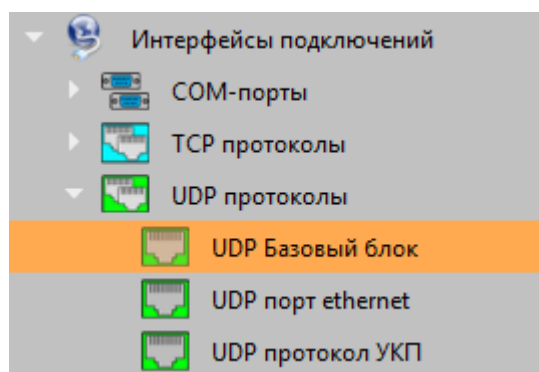 Интерфейсы подключений
COM-порты
TCP протоколы
UDP протоколы
UDP Базовый блок
UDP порт ethernet
UDP протокол УКП